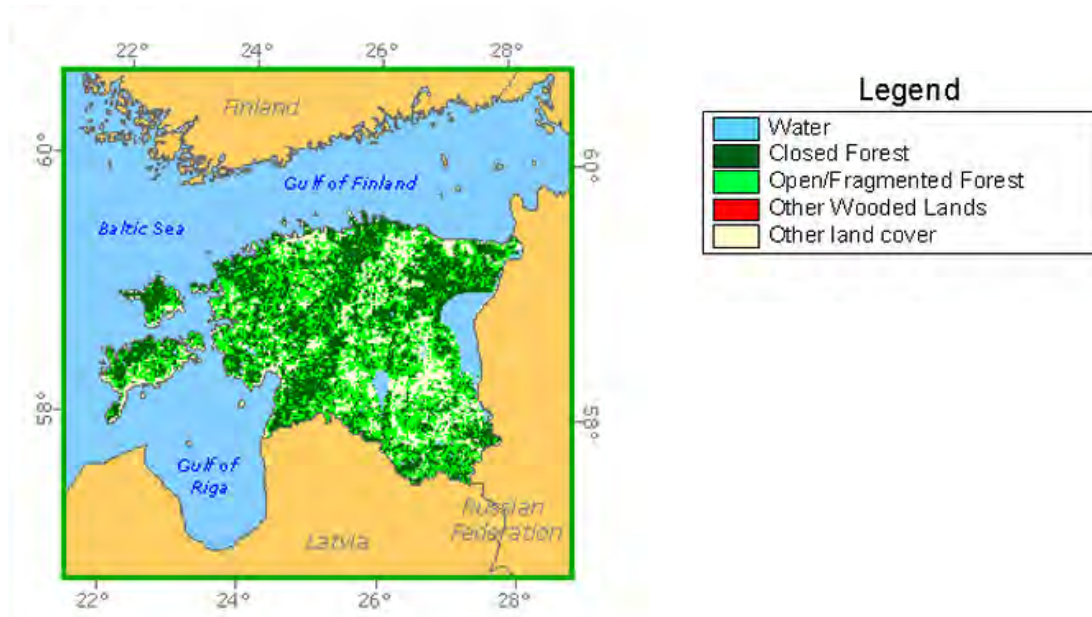 22° 24° 26° 28°
Legend
Finland
Water
Closed Forest
60° 60°
Open/Fragmented Forest
Gulf of Finland
Other Wooded Lands
Baltic Sea
Other land cover
58° 58°
Gulf of
Riga
Russian
Federation
Latvia
22° 24° 26° 28°